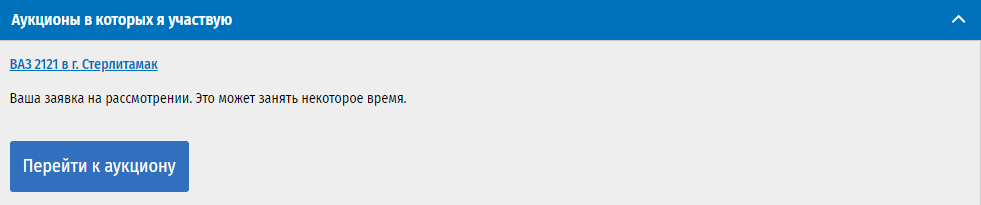 Аукционы в которых я участвую
ВАЗ 2121 в г. Стерлитамак
Ваша заявка на рассмотрении. Это может занять некоторое время.
Перейти к аукциону